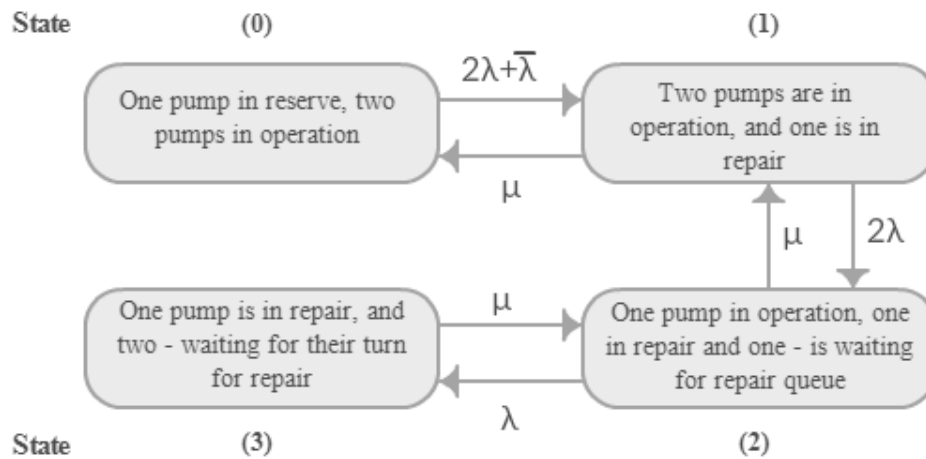 State (0) (1)
2λ+λ̅
One pump in reserve, two
pumps in operation
Two pumps are in
operation, and one is in
repair
μ
μ
2λ
One pump is in repair, and
two - waiting for their turn
for repair
μ
One pump in operation, one
in repair and one - is waiting
for repair queue
λ
State (3) (2)